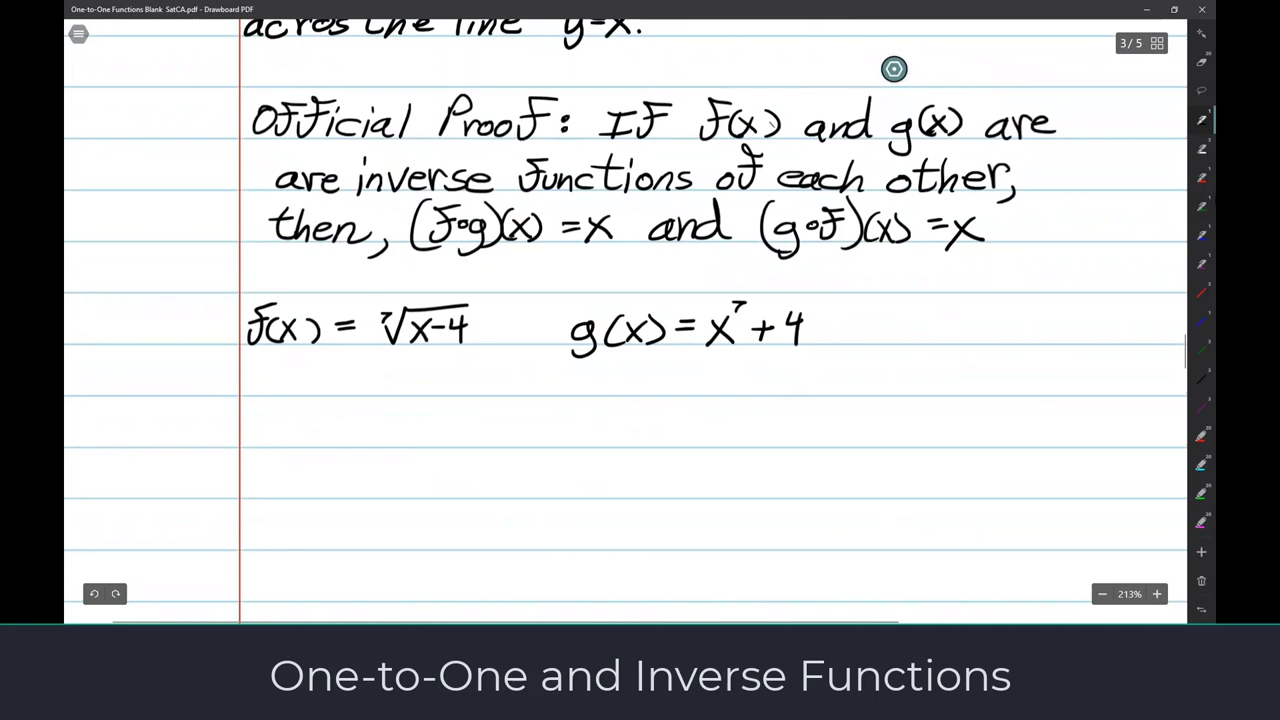 One-to-One Functions Blank SatCA.pdf - Drawboard PDF
across the line y=x.
3 / 5
Official Proof: If f(x) and g(x) are
are inverse functions of each other,
then, (f∘g)(x) = x and (g∘f)(x) = x
f(x) = ⁷√(x-4) g(x) = x⁷ + 4
213%
One-to-One and Inverse Functions